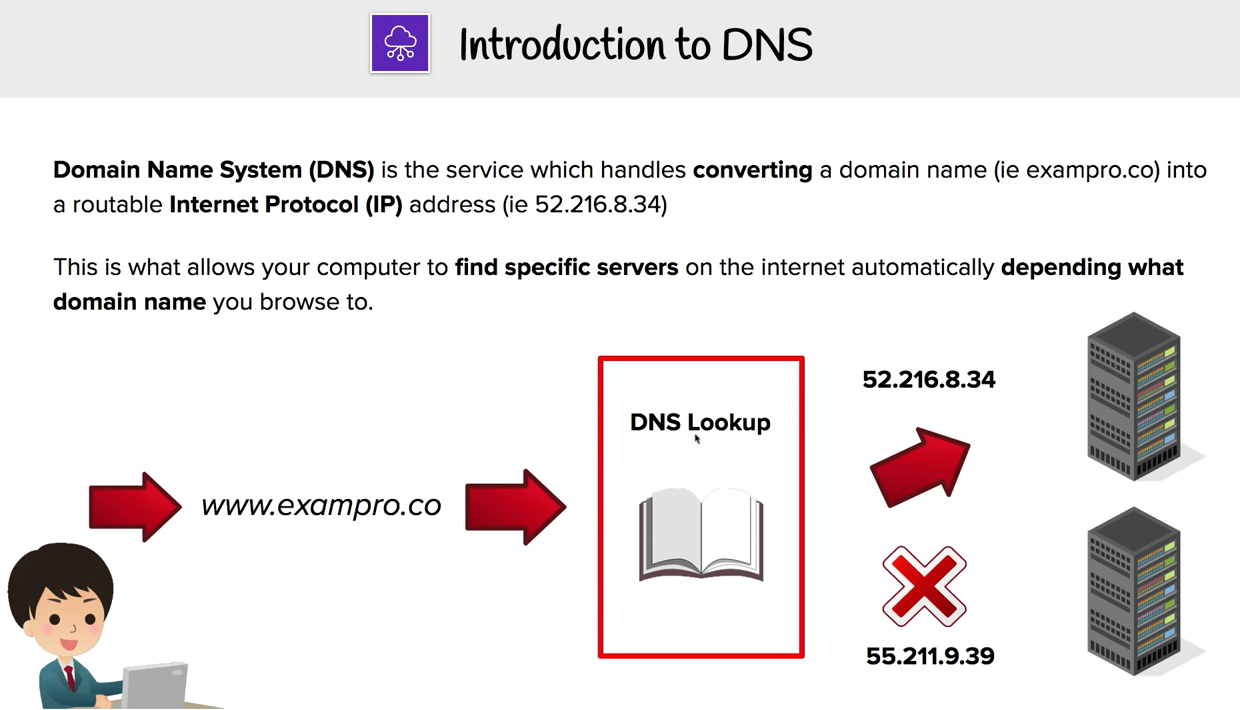 Introduction to DNS
Domain Name System (DNS) is the service which handles converting a domain name (ie exampro.co) into
a routable Internet Protocol (IP) address (ie 52.216.8.34)
This is what allows your computer to find specific servers on the internet automatically depending what
domain name you browse to.
52.216.8.34
DNS Lookup
www.exampro.co
55.211.9.39